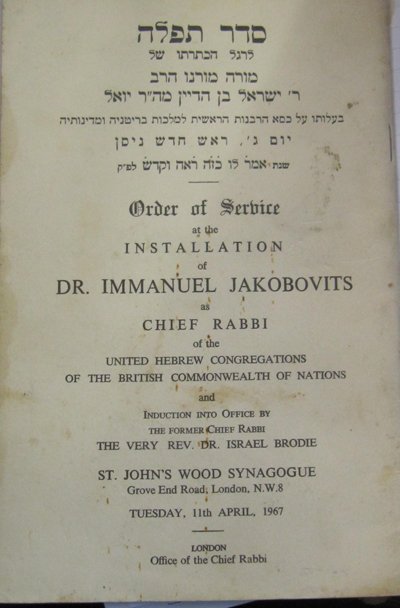 סדר תפלה
לרגל הכתרתו של
מורה מורנו הרב
ר׳ ישראל בן הדיין מה״ר יואל
בעלותו על כסא הרבנות הראשית למלכות בריטניה ומדינותיה
יום ג׳, ראש חדש ניסן
שנת אמר לו כזה ראה וקדש לפ״ק
Order of Service
at the
INSTALLATION
of
DR. IMMANUEL JAKOBOVITS
as
CHIEF RABBI
of the
UNITED HEBREW CONGREGATIONS
OF THE BRITISH COMMONWEALTH OF NATIONS
and
INDUCTION INTO OFFICE BY
THE FORMER CHIEF RABBI
THE VERY REV. DR. ISRAEL BRODIE
ST. JOHN'S WOOD SYNAGOGUE
Grove End Road, London, N.W.8
TUESDAY, 11th APRIL, 1967
LONDON
Office of the Chief Rabbi